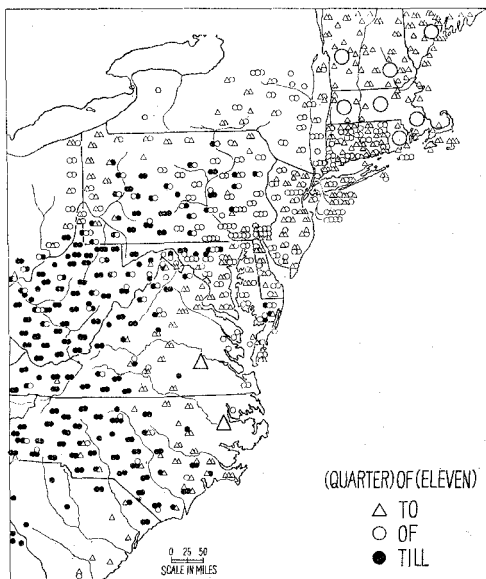 (QUARTER) OF (ELEVEN)
TO
OF
TILL
0 25 50
SCALE IN MILES